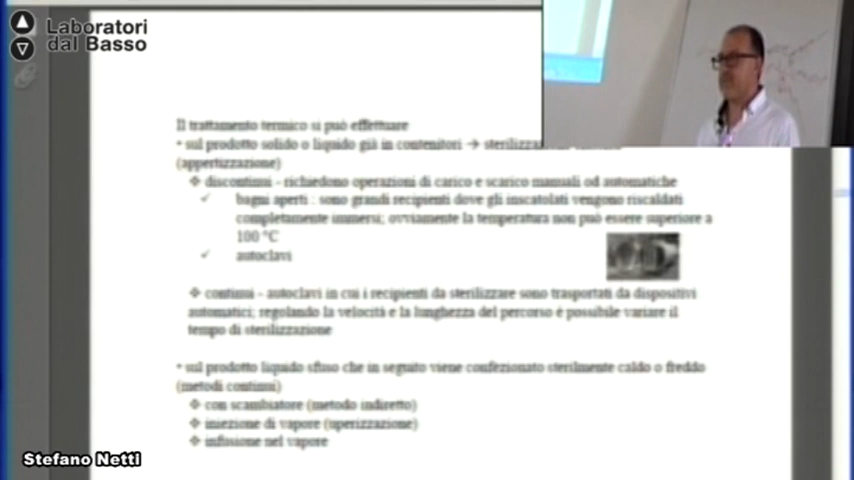 Laboratori
dal Basso
Il trattamento termico si può effettuare
• sul prodotto solido o liquido già in contenitori →
(appertizzazione)
❖ discontinui - richiedono operazioni di carico e scarico manuali od automatiche
✓ bagni aperti : sono grandi recipienti dove gli inscatolati vengono riscaldati
completamente immersi; ovviamente la temperatura non può essere superiore a
100 °C
✓ autoclavi
❖ continui - autoclavi in cui i recipienti da sterilizzare sono trasportati da dispositivi
automatici; regolando la velocità e la lunghezza del percorso è possibile variare il
tempo di sterilizzazione
• sul prodotto liquido sfuso che in seguito viene confezionato sterilmente caldo o freddo
(metodi continui)
❖ con scambiatore (metodo indiretto)
❖ iniezione di vapore (uperizzazione)
❖ infusione nel vapore
Stefano Netti